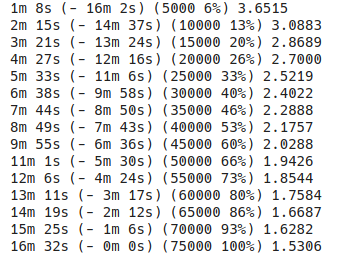 1m 8s (- 16m 2s) (5000 6%) 3.6515
2m 15s (- 14m 37s) (10000 13%) 3.0883
3m 21s (- 13m 24s) (15000 20%) 2.8689
4m 27s (- 12m 16s) (20000 26%) 2.7000
5m 33s (- 11m 6s) (25000 33%) 2.5219
6m 38s (- 9m 58s) (30000 40%) 2.4022
7m 44s (- 8m 50s) (35000 46%) 2.2888
8m 49s (- 7m 43s) (40000 53%) 2.1757
9m 55s (- 6m 36s) (45000 60%) 2.0288
11m 1s (- 5m 30s) (50000 66%) 1.9426
12m 6s (- 4m 24s) (55000 73%) 1.8544
13m 11s (- 3m 17s) (60000 80%) 1.7584
14m 19s (- 2m 12s) (65000 86%) 1.6687
15m 25s (- 1m 6s) (70000 93%) 1.6282
16m 32s (- 0m 0s) (75000 100%) 1.5306